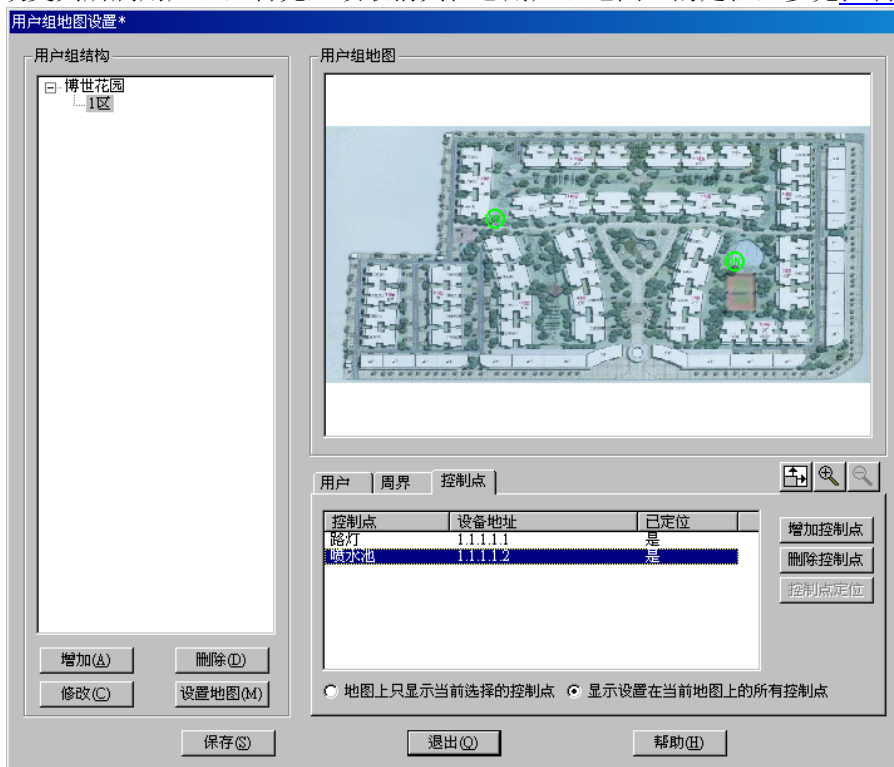 用户组地图设置*
用户组结构
博世花园
1区
增加(A)
删除(D)
修改(C)
设置地图(M)
用户组地图
用户
周界
控制点
控制点 设备地址 已定位
路灯 1.1.1.1.1 是
喷水池 1.1.1.1.2 是
增加控制点
删除控制点
控制点定位
地图上只显示当前选择的控制点
显示设置在当前地图上的所有控制点
保存(S)
退出(Q)
帮助(H)